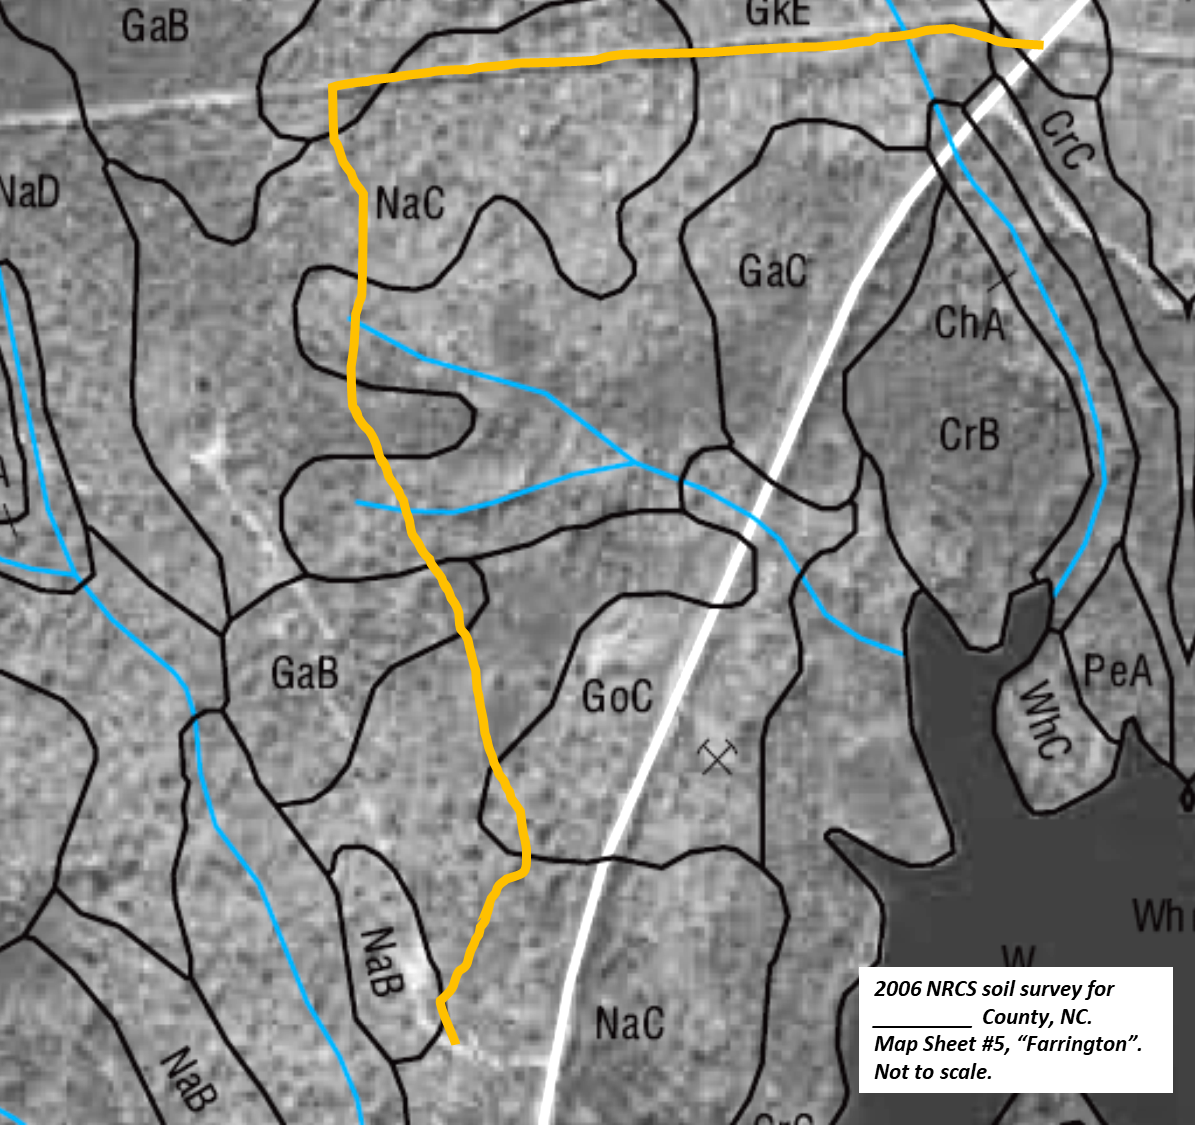 GaB
GkE
CrC
NaD
NaC
GaC
ChA
CrB
GaB
GoC
PeA
WhC
NaB
Wh
W
NaC
NaB
2006 NRCS soil survey for
_________ County, NC.
Map Sheet #5, “Farrington”.
Not to scale.